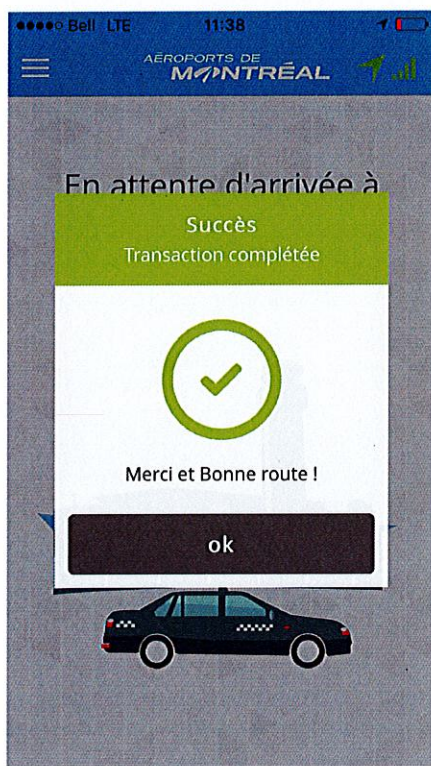 Bell LTE 11:38
AÉROPORTS DE
MONTRÉAL
En attente d'arrivée à
Succès
Transaction complétée
Merci et Bonne route !
ok